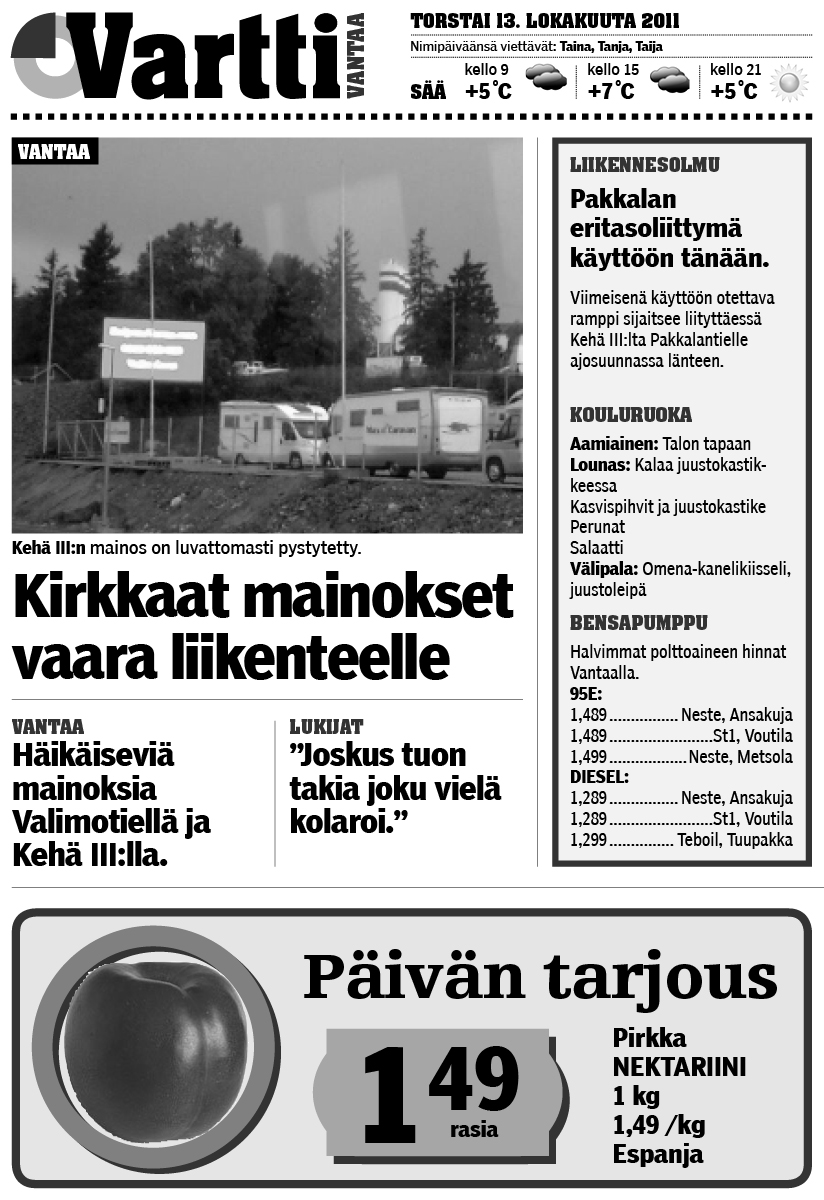 Vartti
VANTAA
TORSTAI 13. LOKAKUUTA 2011
Nimipäiväänsä viettävät: Taina, Tanja, Taija
SÄÄ
kello 9
+5°C
kello 15
+7°C
kello 21
+5°C
VANTAA
Kehä III:n mainos on luvattomasti pystytetty.
Kirkkaat mainokset
vaara liikenteelle
VANTAA
Häikäiseviä
mainoksia
Valimotiellä ja
Kehä III:lla.
LUKIJAT
”Joskus tuon
takia joku vielä
kolaroi.”
LIIKENNESOLMU
Pakkalan
eritasoliittymä
käyttöön tänään.
Viimeisenä käyttöön otettava
ramppi sijaitsee liityttäessä
Kehä III:lta Pakkalantielle
ajosuunnassa länteen.
KOULURUOKA
Aamiainen: Talon tapaan
Lounas: Kalaa juustokastik-
keessa
Kasvispihvit ja juustokastike
Perunat
Salaatti
Välipala: Omena-kanelikiisseli,
juustoleipä
BENSAPUMPPU
Halvimmat polttoaineen hinnat
Vantaalla.
95E:
1,489 ................ Neste, Ansakuja
1,489 ........................St1, Voutila
1,499 .................. Neste, Metsola
DIESEL:
1,289 ................ Neste, Ansakuja
1,289 ........................St1, Voutila
1,299 ............... Teboil, Tuupakka
Päivän tarjous
1 49
rasia
Pirkka
NEKTARIINI
1 kg
1,49 /kg
Espanja